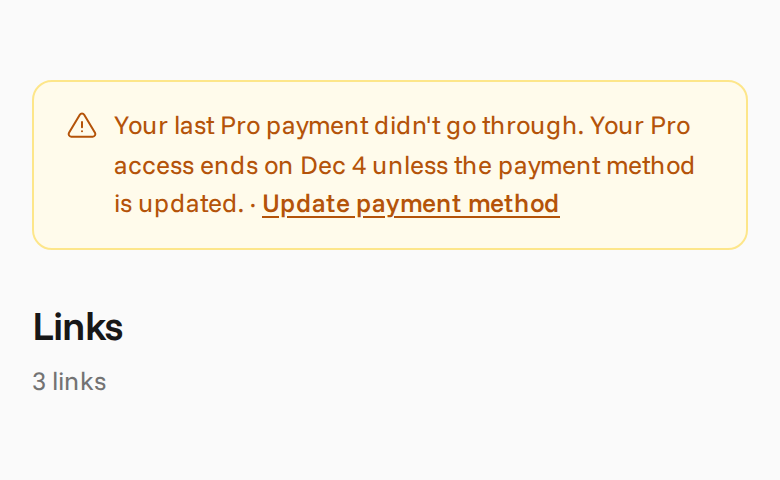 Your last Pro payment didn't go through. Your Pro
access ends on Dec 4 unless the payment method
is updated. · Update payment method
Links
3 links